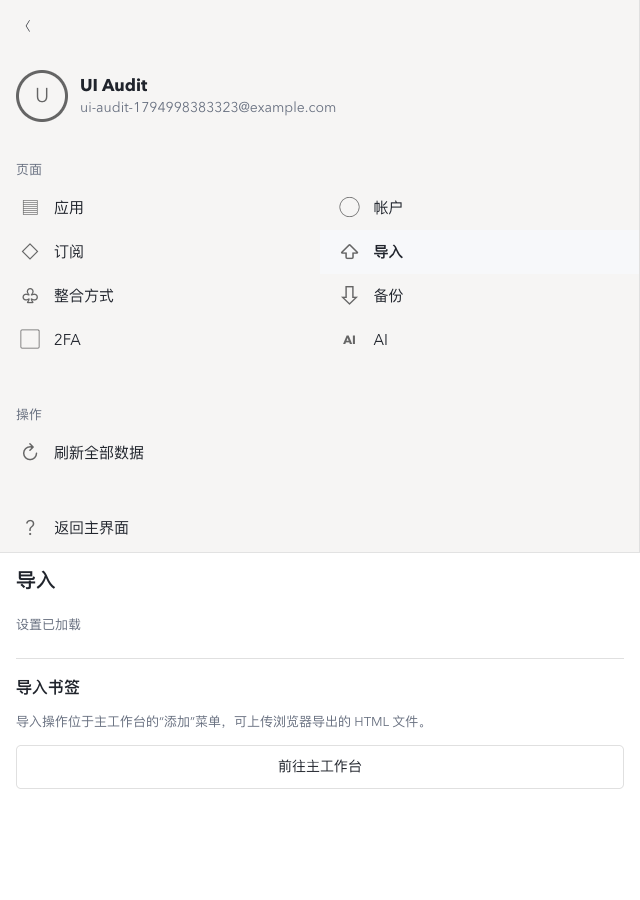 U
UI Audit
ui-audit-1794998383323@example.com
页面
应用
帐户
订阅
导入
整合方式
备份
2FA
AI AI
操作
刷新全部数据
? 返回主界面
导入
设置已加载
导入书签
导入操作位于主工作台的“添加”菜单，可上传浏览器导出的 HTML 文件。
前往主工作台